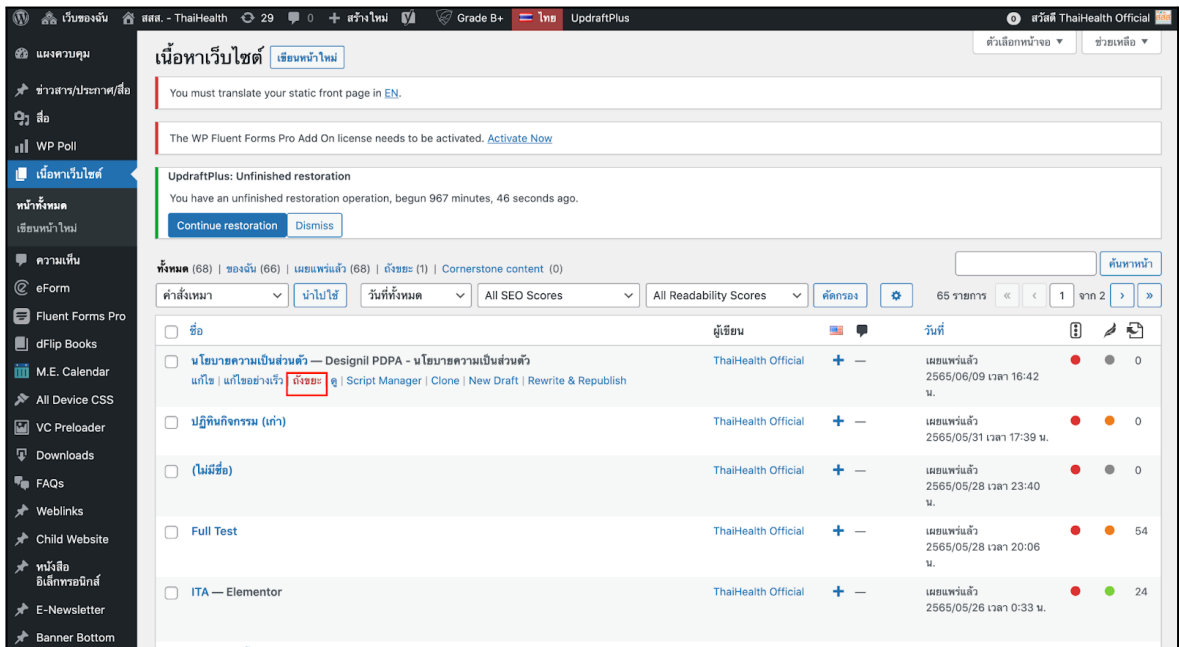 เว็บของฉัน สสส. - ThaiHealth 29 0 + สร้างใหม่ Grade B+ ไทย UpdraftPlus 0 สวัสดี ThaiHealth Official
แผงควบคุม
ข่าวสาร/ประกาศ/สื่อ
สื่อ
WP Poll
เนื้อหาเว็บไซต์
หน้าทั้งหมด
เขียนหน้าใหม่
ความเห็น
eForm
Fluent Forms Pro
dFlip Books
M.E. Calendar
All Device CSS
VC Preloader
Downloads
FAQs
Weblinks
Child Website
หนังสือ
อิเล็กทรอนิกส์
E-Newsletter
Banner Bottom
ตัวเลือกหน้าจอ ▼ ช่วยเหลือ ▼
เนื้อหาเว็บไซต์ เขียนหน้าใหม่
You must translate your static front page in EN.
The WP Fluent Forms Pro Add On license needs to be activated. Activate Now
UpdraftPlus: Unfinished restoration
You have an unfinished restoration operation, begun 967 minutes, 46 seconds ago.
Continue restoration Dismiss
ทั้งหมด (68) | ของฉัน (66) | เผยแพร่แล้ว (68) | ถังขยะ (1) | Cornerstone content (0)
ค้นหาหน้า
คำสั่งเหมา นำไปใช้ วันที่ทั้งหมด All SEO Scores All Readability Scores คัดกรอง 65 รายการ « ‹ 1 จาก 2 › »
ชื่อ ผู้เขียน วันที่
นโยบายความเป็นส่วนตัว — Designil PDPA - นโยบายความเป็นส่วนตัว ThaiHealth Official + — เผยแพร่แล้ว 0
แก้ไข | แก้ไขอย่างเร็ว | ถังขยะ | ดู | Script Manager | Clone | New Draft | Rewrite & Republish 2565/06/09 เวลา 16:42
น.
ปฏิทินกิจกรรม (เก่า) ThaiHealth Official + — เผยแพร่แล้ว 0
2565/05/31 เวลา 17:39 น.
(ไม่มีชื่อ) ThaiHealth Official + — เผยแพร่แล้ว 0
2565/05/28 เวลา 23:40
น.
Full Test ThaiHealth Official + — เผยแพร่แล้ว 54
2565/05/28 เวลา 20:06
น.
ITA — Elementor ThaiHealth Official + — เผยแพร่แล้ว 24
2565/05/26 เวลา 0:33 น.